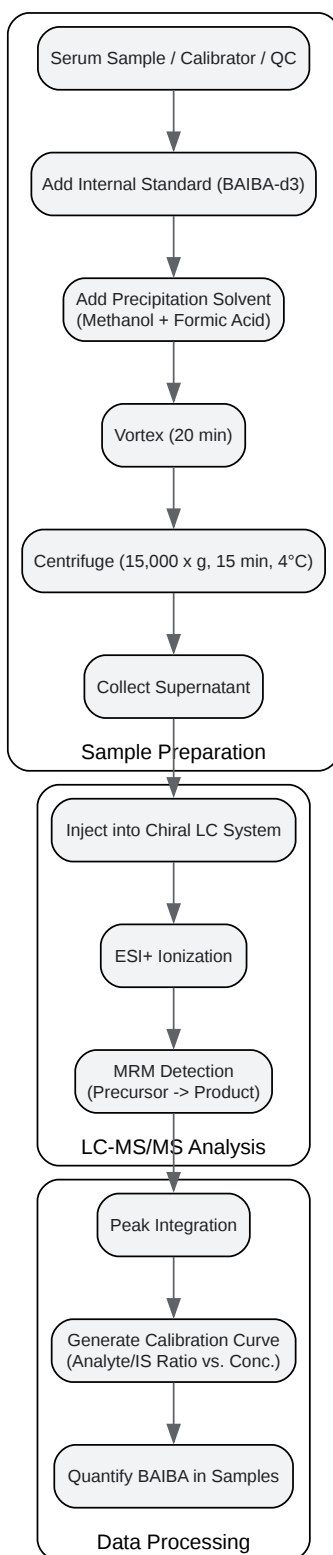 Serum Sample / Calibrator / QC
Add Internal Standard (BAIBA-d3)
Add Precipitation Solvent
(Methanol + Formic Acid)
Vortex (20 min)
Centrifuge (15,000 x g, 15 min, 4°C)
Collect Supernatant
Sample Preparation
Inject into Chiral LC System
ESI+ Ionization
MRM Detection
(Precursor -> Product)
LC-MS/MS Analysis
Peak Integration
Generate Calibration Curve
(Analyte/IS Ratio vs. Conc.)
Quantify BAIBA in Samples
Data Processing